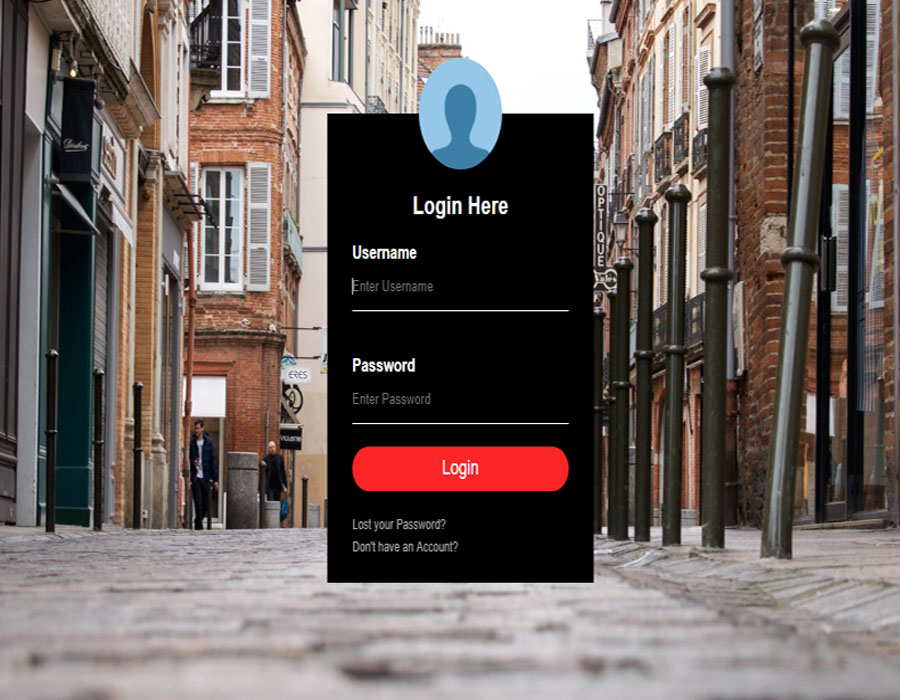 Login Here
Username
Enter Username
Password
Enter Password
Login
Lost your Password?
Don't have an Account?
OPTIQUE
ERES